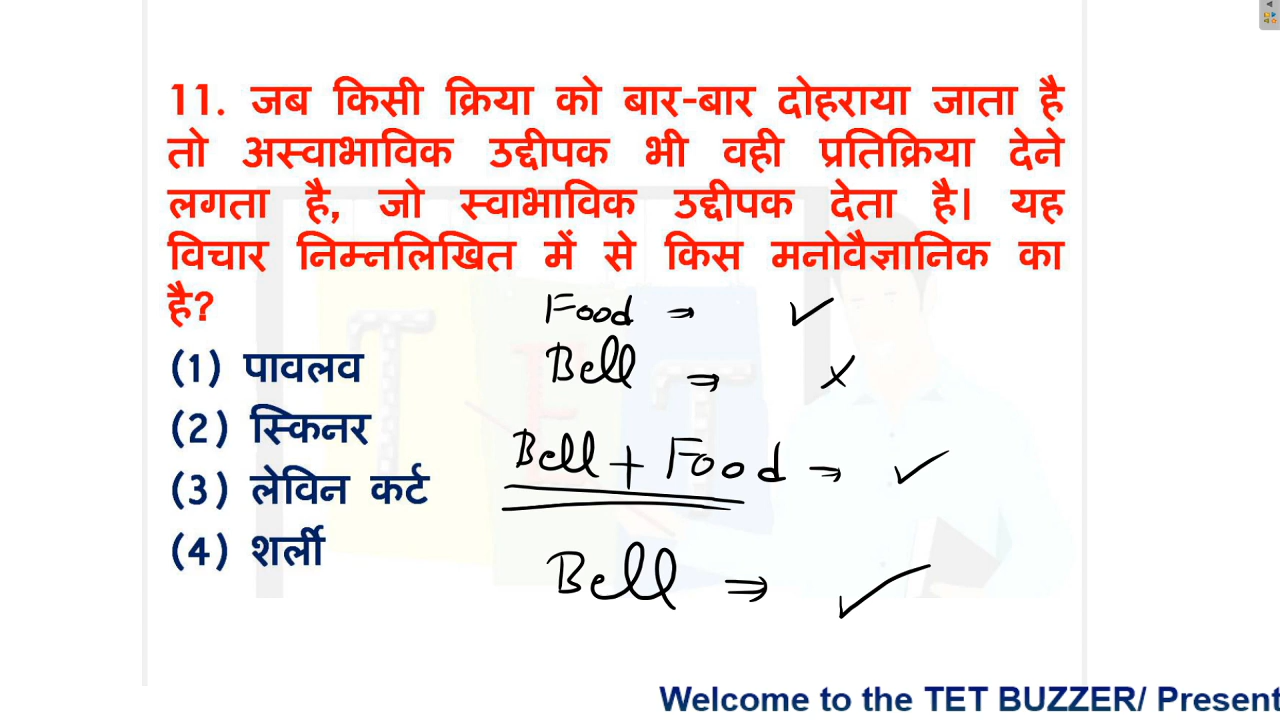 11. जब किसी क्रिया को बार-बार दोहराया जाता है
तो अस्वाभाविक उद्दीपक भी वही प्रतिक्रिया देने
लगता है, जो स्वाभाविक उद्दीपक देता है। यह
विचार निम्नलिखित में से किस मनोवैज्ञानिक का
है?
Food → ✓
Bell ⇒ ×
(1) पावलव
(2) स्किनर
Bell + Food → ✓
(3) लेविन कर्ट
(4) शर्ली
Bell ⇒ ✓
TET
Welcome to the TET BUZZER/ Present